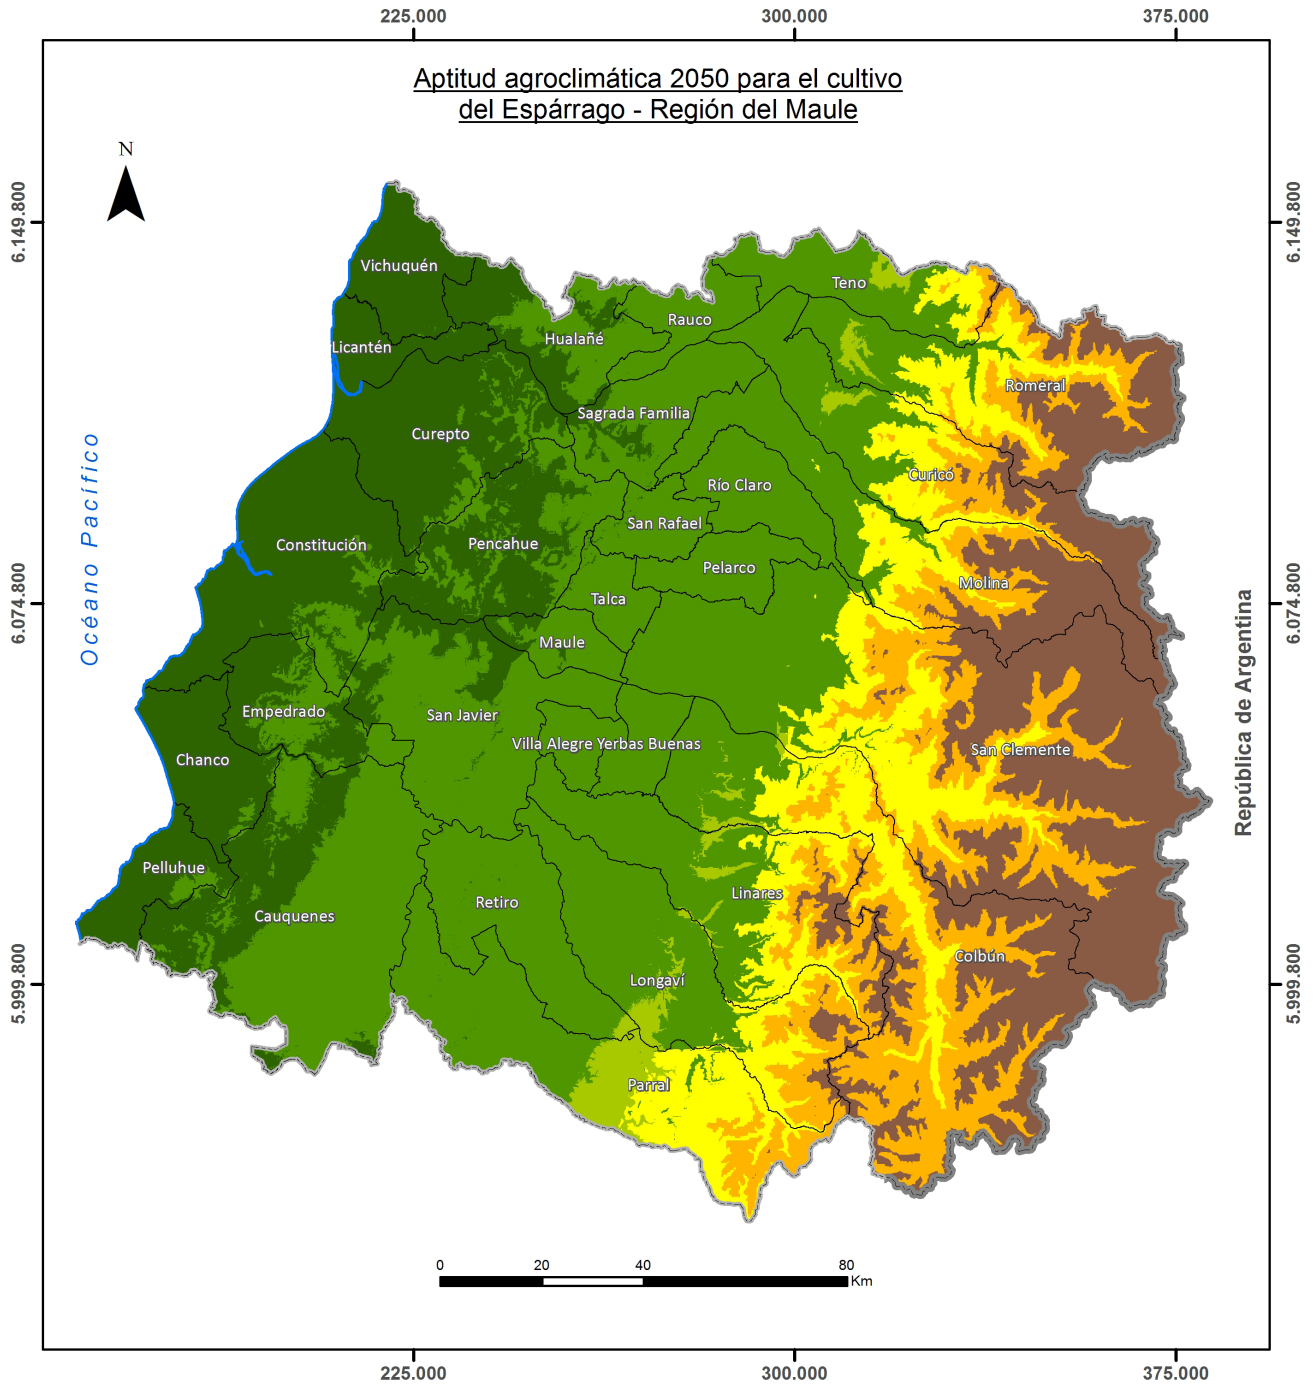 225.000
300.000
375.000
Aptitud agroclimática 2050 para el cultivo
del Espárrago - Región del Maule
N
6.149.800
6.149.800
Vichuquén
Teno
Rauco
Hualañé
Licantén
Romeral
Sagrada Familia
Curepto
Curicó
Río Claro
San Rafael
Océano Pacífico
Constitución
Pencahue
Pelarco
Molina
6.074.800
6.074.800
Talca
Maule
República de Argentina
Empedrado
San Javier
Villa Alegre
Yerbas Buenas
San Clemente
Chanco
Pelluhue
Linares
Retiro
Cauquenes
Colbún
Longaví
5.999.800
5.999.800
Parral
0
20
40
80
Km
225.000
300.000
375.000